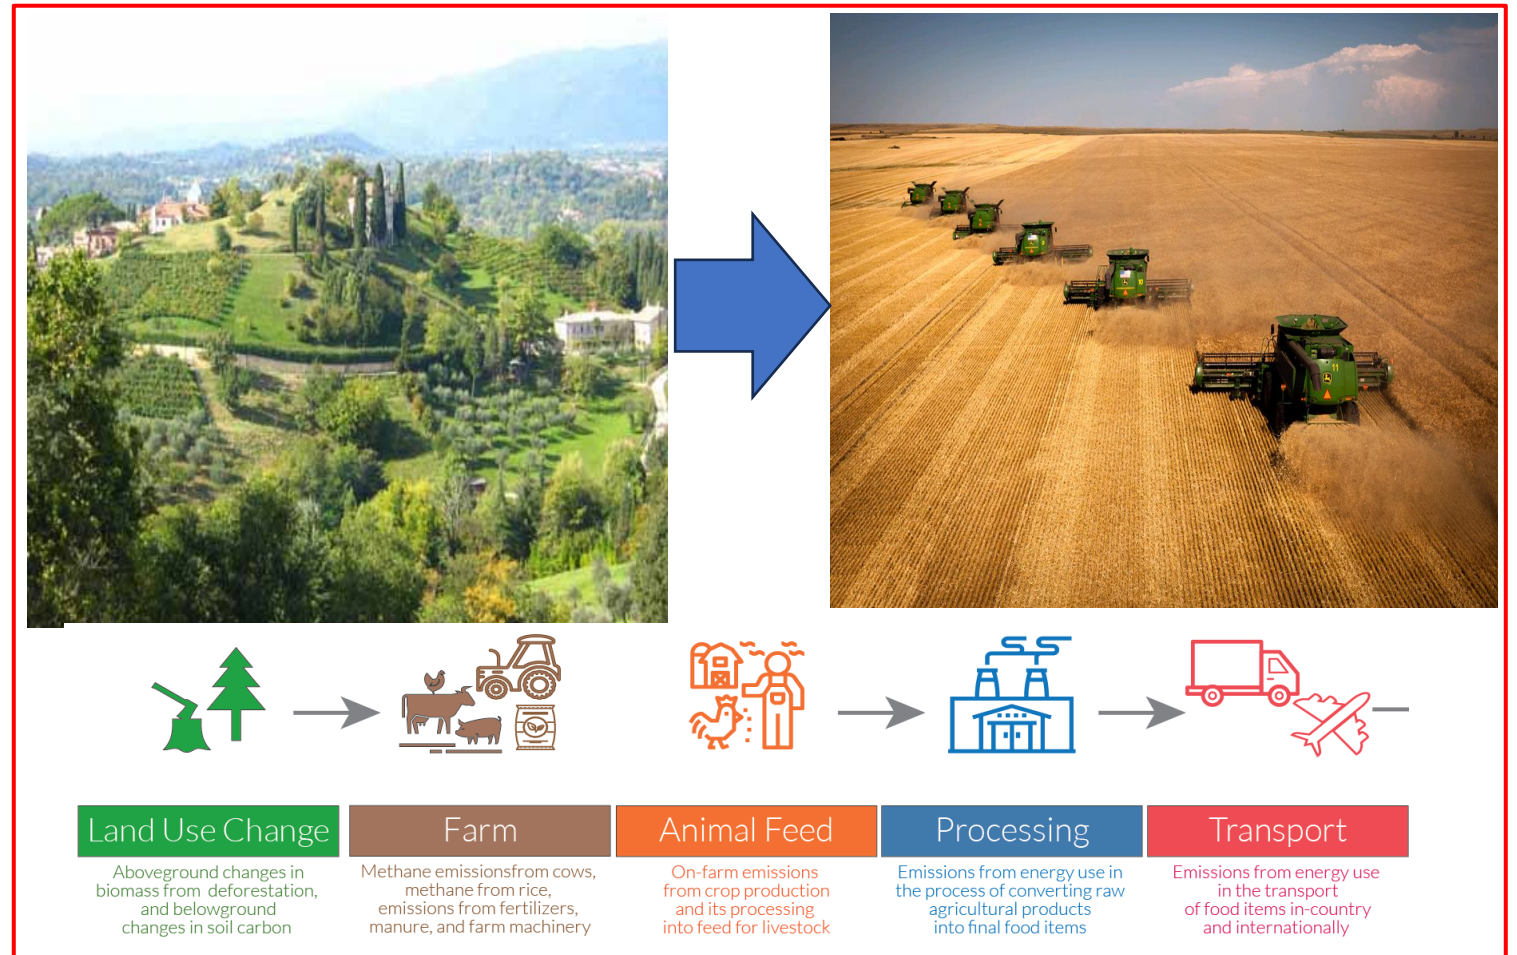 10
11
Land Use Change
Aboveground changes in
biomass from deforestation,
and belowground
changes in soil carbon
Farm
Methane emissionsfrom cows,
methane from rice,
emissions from fertilizers,
manure, and farm machinery
Animal Feed
On-farm emissions
from crop production
and its processing
into feed for livestock
Processing
Emissions from energy use in
the process of converting raw
agricultural products
into final food items
Transport
Emissions from energy use
in the transport
of food items in-country
and internationally